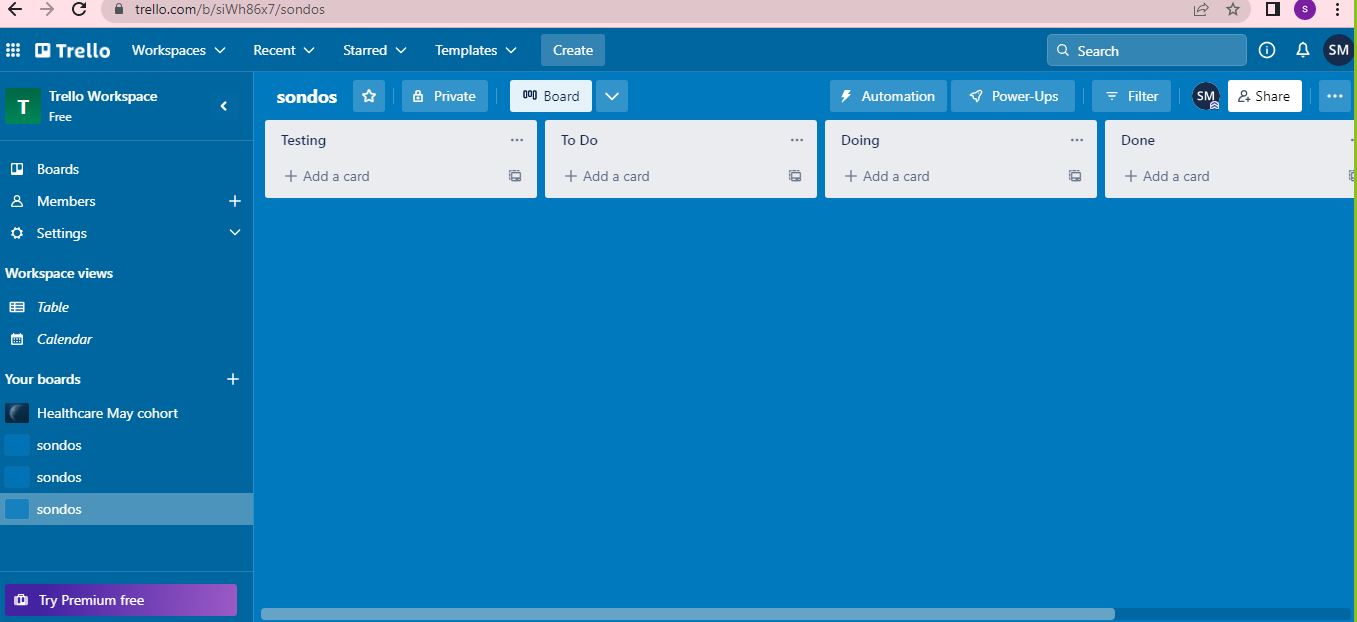 trello.com/b/siWh86x7/sondos
S
Trello Workspaces Recent Starred Templates Create Search SM
T Trello Workspace
Free
sondos Private Board Automation Power-Ups Filter SM Share
Testing To Do Doing Done
Add a card Add a card Add a card Add a card
Boards
Members
Settings
Workspace views
Table
Calendar
Your boards
Healthcare May cohort
sondos
sondos
sondos
Try Premium free